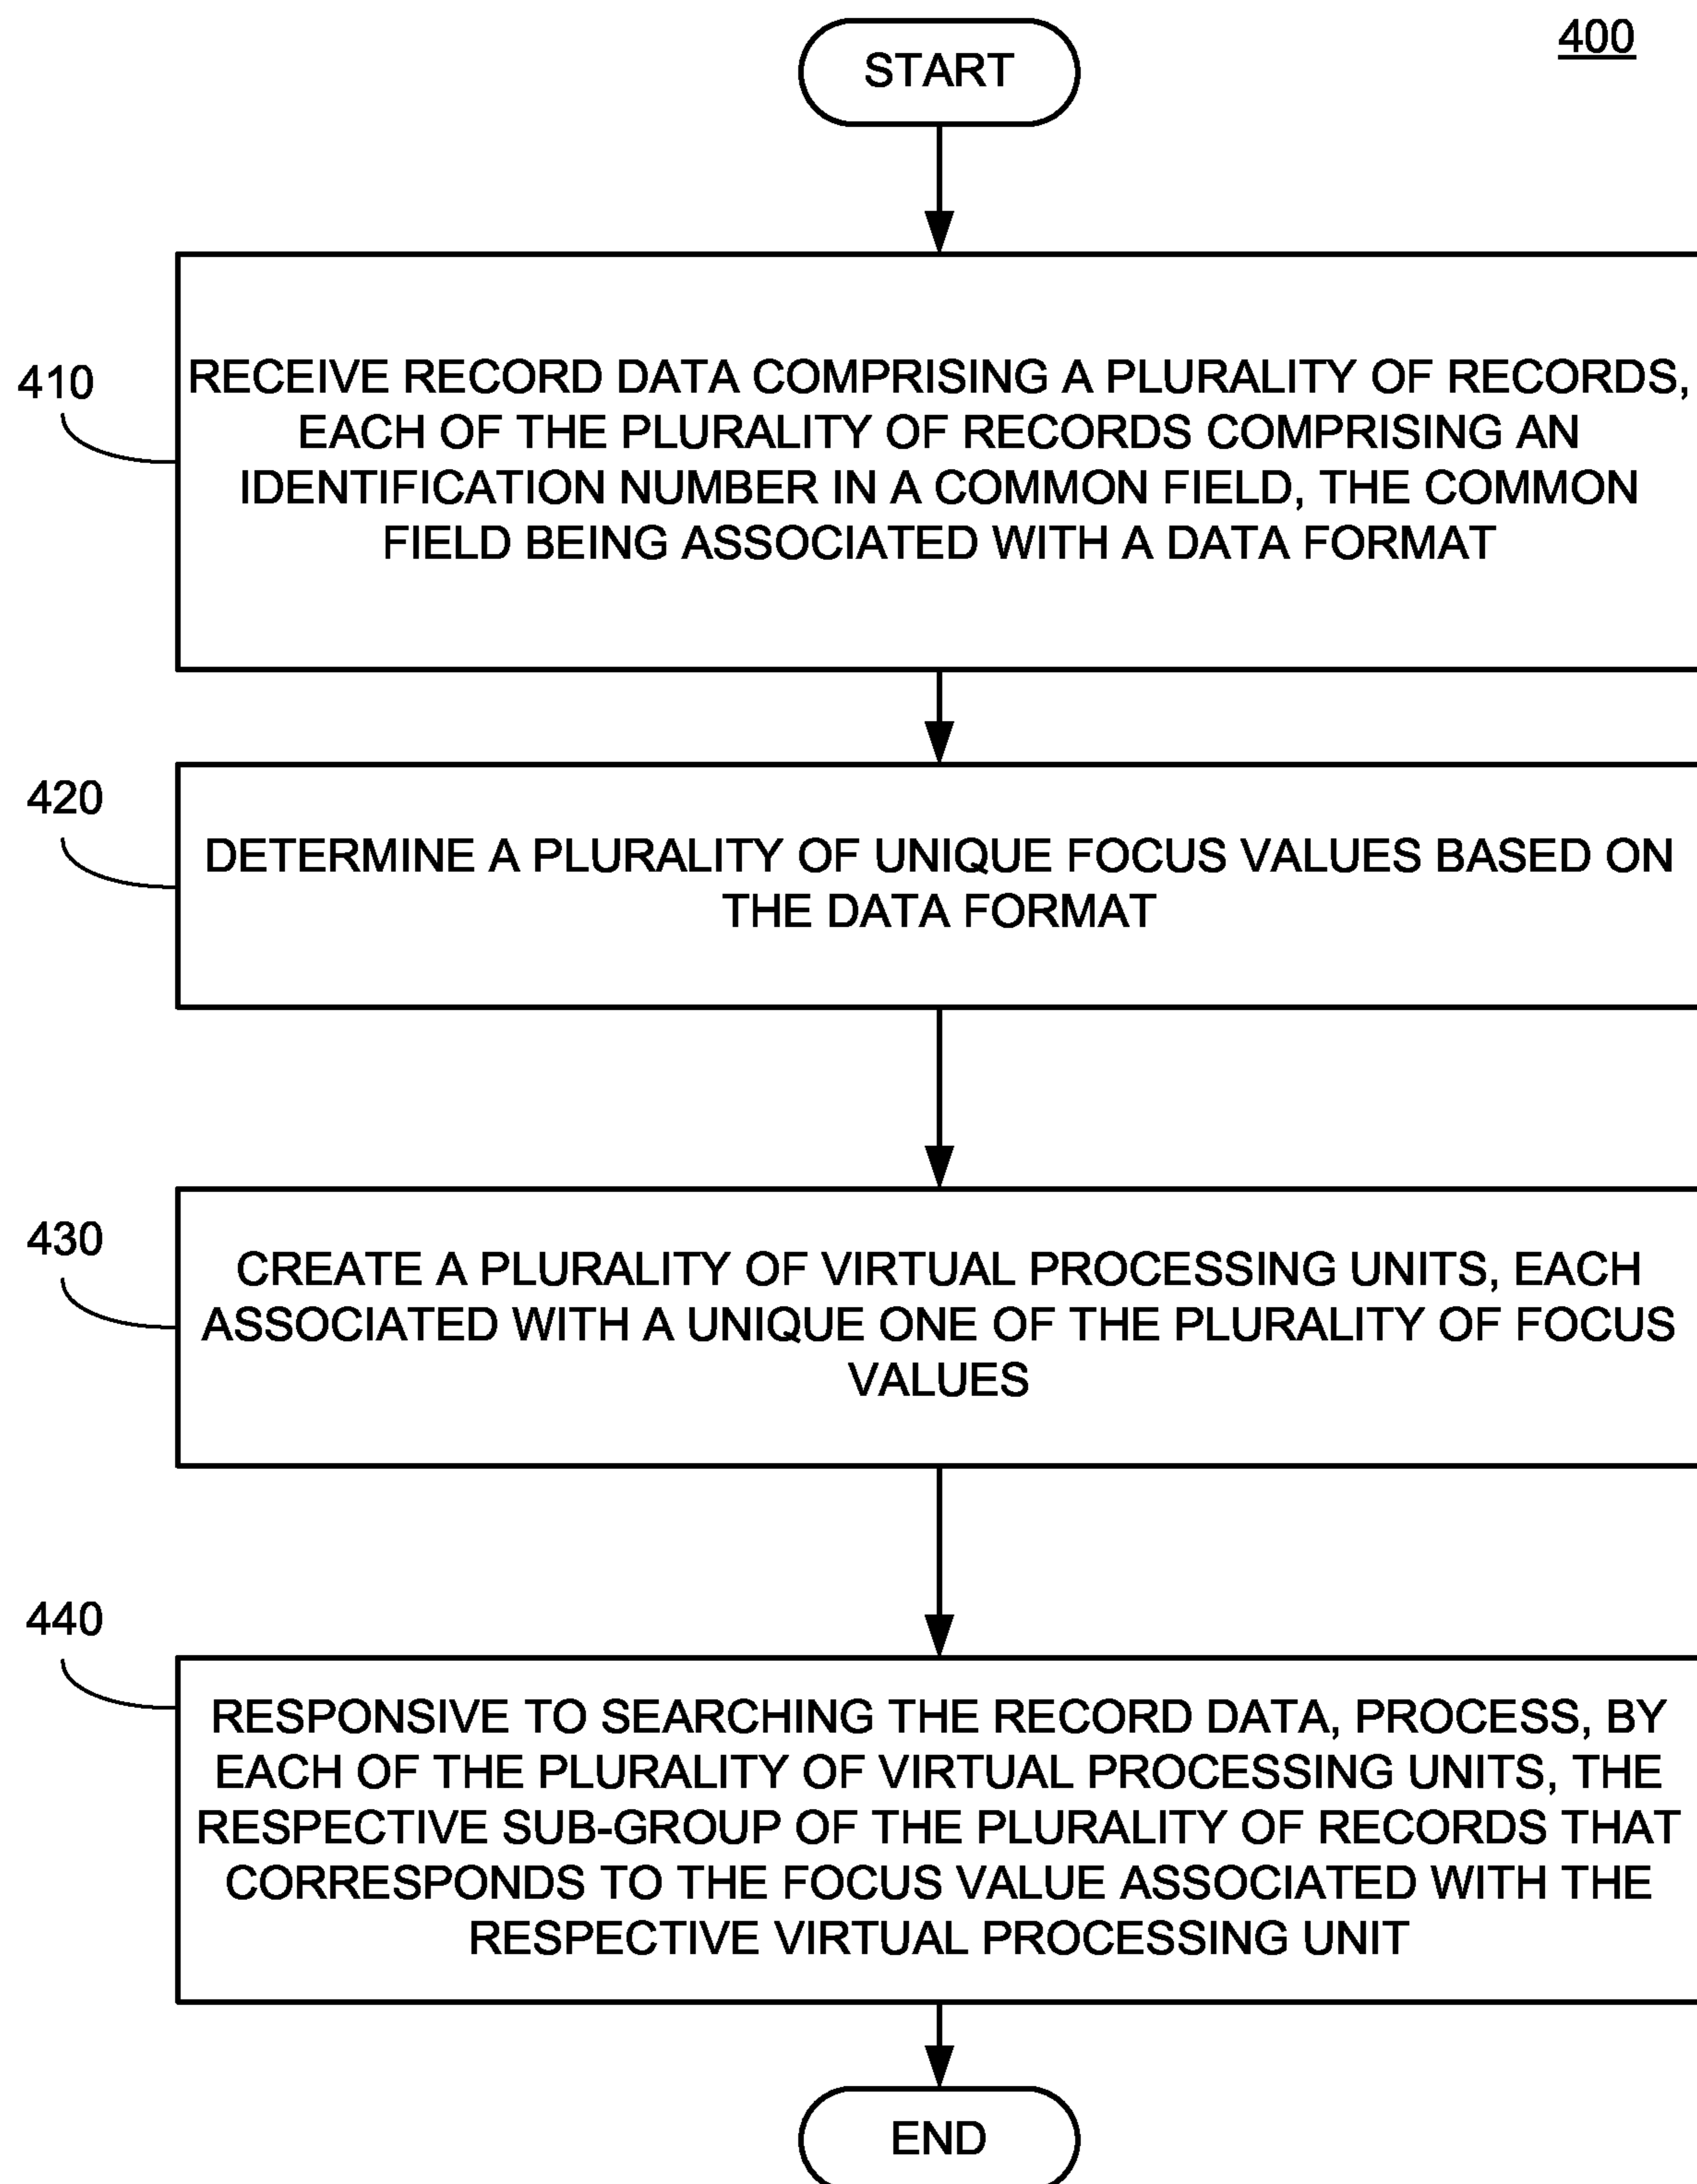 400
START
410
RECEIVE RECORD DATA COMPRISING A PLURALITY OF RECORDS,
EACH OF THE PLURALITY OF RECORDS COMPRISING AN
IDENTIFICATION NUMBER IN A COMMON FIELD, THE COMMON
FIELD BEING ASSOCIATED WITH A DATA FORMAT
420
DETERMINE A PLURALITY OF UNIQUE FOCUS VALUES BASED ON
THE DATA FORMAT
430
CREATE A PLURALITY OF VIRTUAL PROCESSING UNITS, EACH
ASSOCIATED WITH A UNIQUE ONE OF THE PLURALITY OF FOCUS
VALUES
440
RESPONSIVE TO SEARCHING THE RECORD DATA, PROCESS, BY
EACH OF THE PLURALITY OF VIRTUAL PROCESSING UNITS, THE
RESPECTIVE SUB-GROUP OF THE PLURALITY OF RECORDS THAT
CORRESPONDS TO THE FOCUS VALUE ASSOCIATED WITH THE
RESPECTIVE VIRTUAL PROCESSING UNIT
END